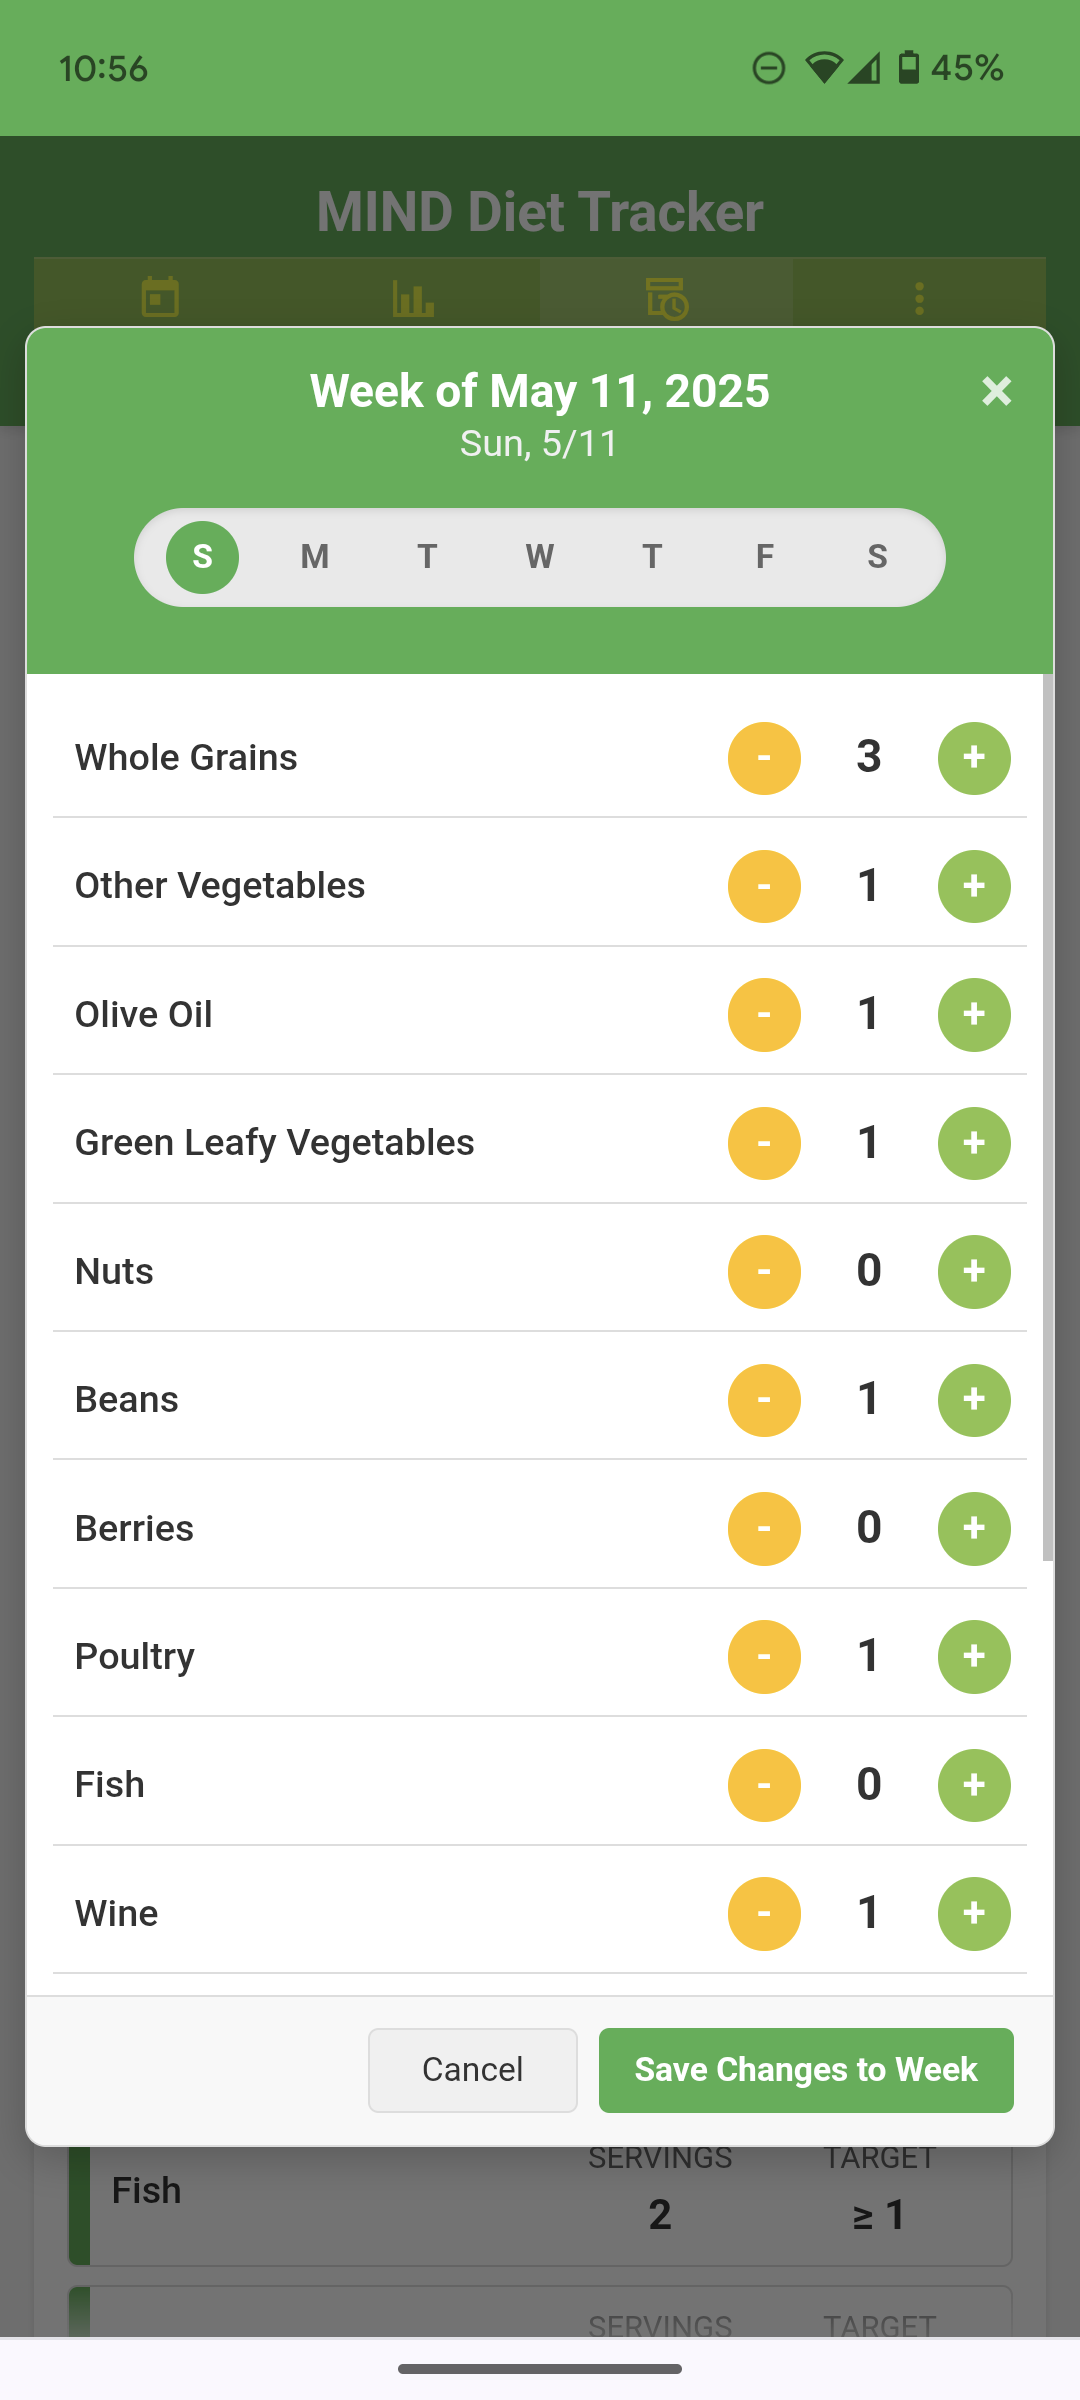 10:56
45%
MIND Diet Tracker
Week of May 11, 2025
×
Sun, 5/11
S M T W T F S
Whole Grains - 3 +
Other Vegetables - 1 +
Olive Oil - 1 +
Green Leafy Vegetables - 1 +
Nuts - 0 +
Beans - 1 +
Berries - 0 +
Poultry - 1 +
Fish - 0 +
Wine - 1 +
Cancel Save Changes to Week
SERVINGS TARGET
Fish 2 ≥ 1
SERVINGS TARGET